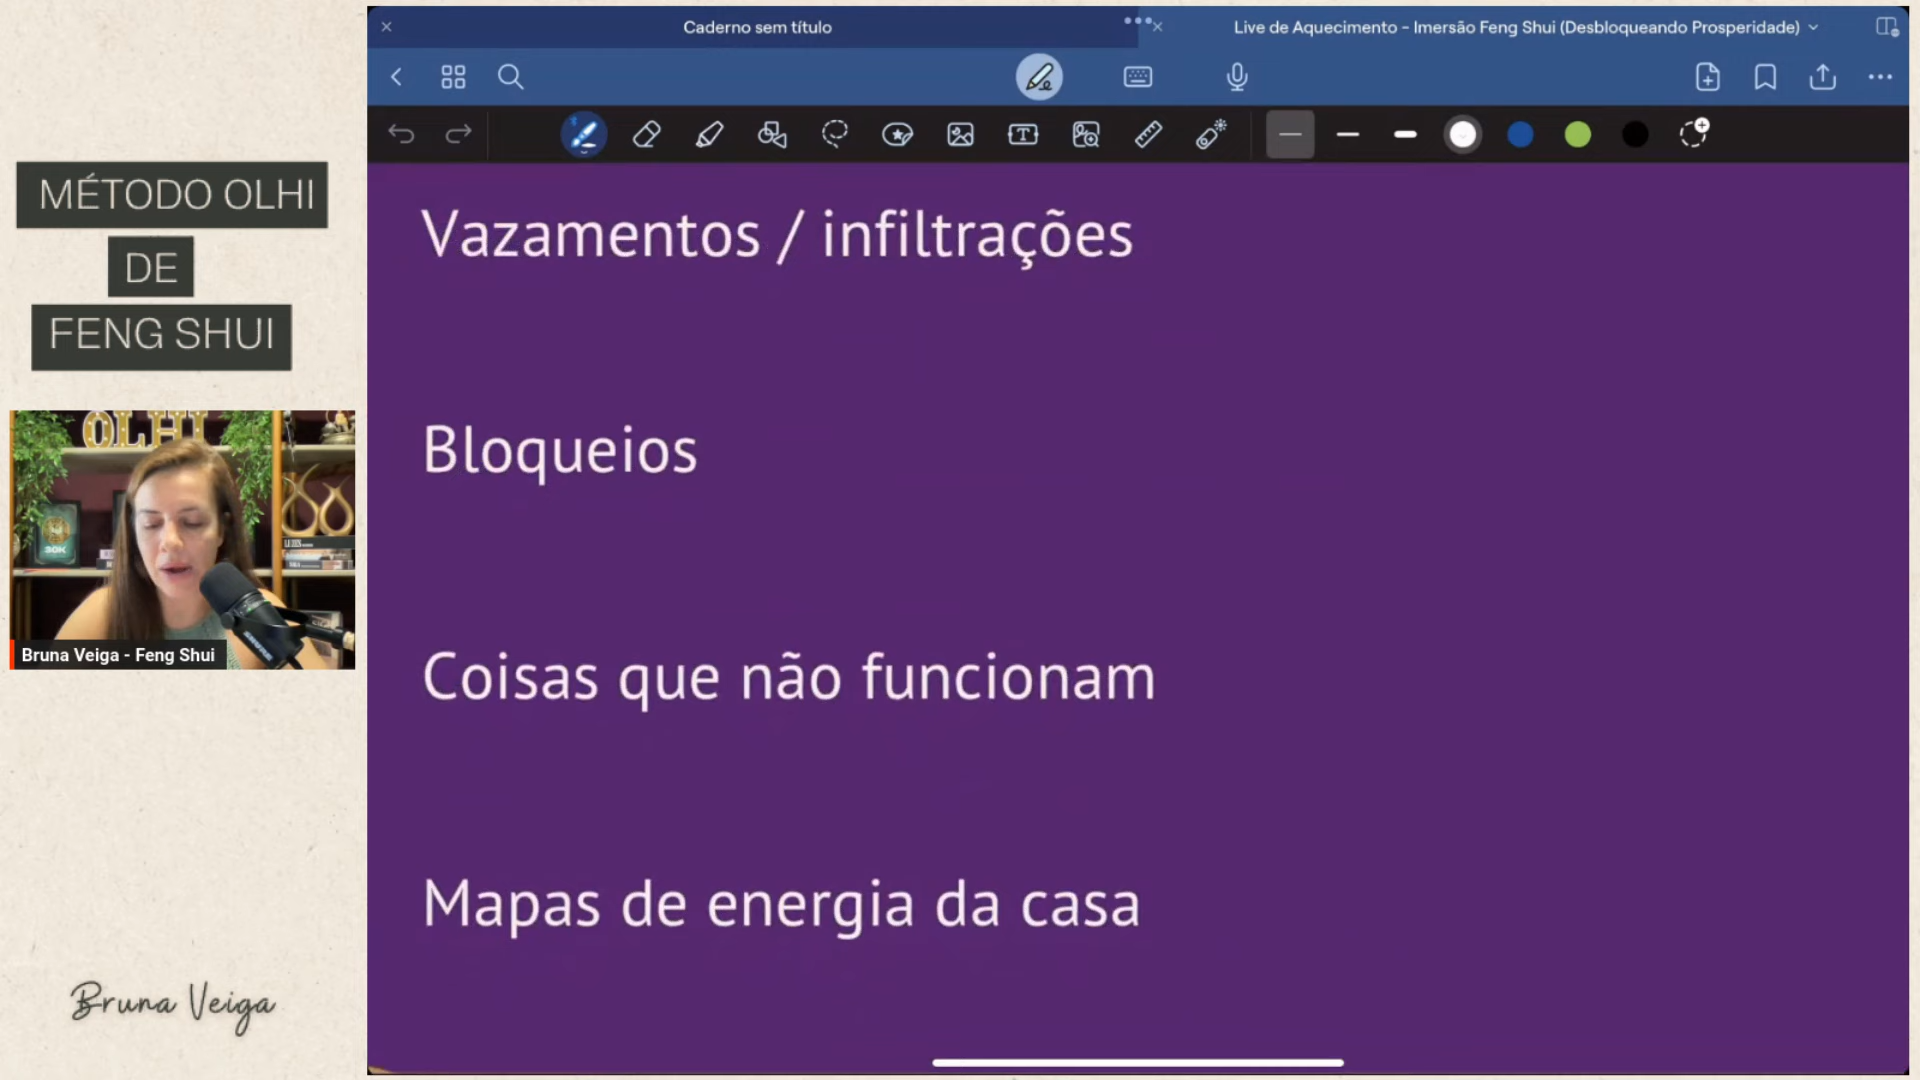 Caderno sem título
Live de Aquecimento - Imersão Feng Shui (Desbloqueando Prosperidade)
MÉTODO OLHI
DE
FENG SHUI
OLHI
30K
Bruna Veiga - Feng Shui
Bruna Veiga
Vazamentos / infiltrações
Bloqueios
Coisas que não funcionam
Mapas de energia da casa